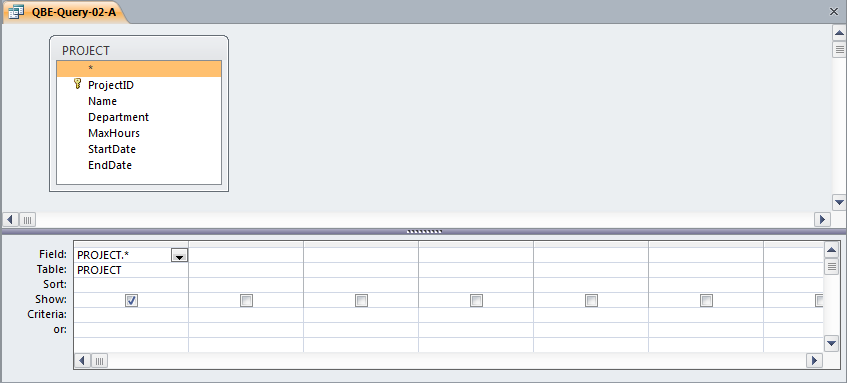 QBE-Query-02-A
PROJECT
*
ProjectID
Name
Department
MaxHours
StartDate
EndDate
Field: PROJECT.*
Table: PROJECT
Sort:
Show:
Criteria:
or: